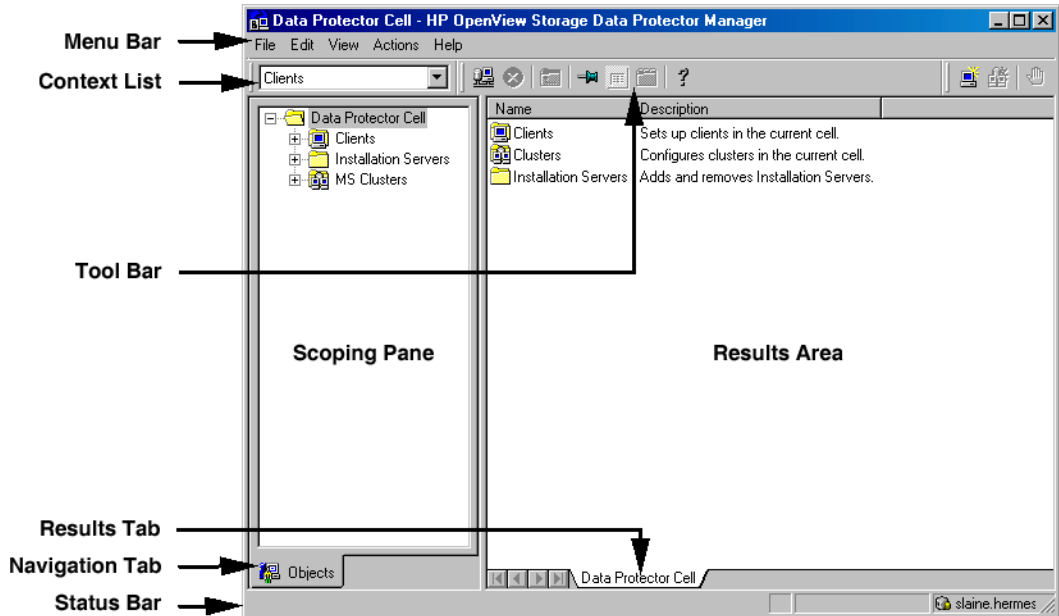 Data Protector Cell - HP OpenView Storage Data Protector Manager
Menu Bar
File Edit View Actions Help
Context List
Clients
Name Description
Data Protector Cell
Clients
Installation Servers
MS Clusters
Clients Sets up clients in the current cell.
Clusters Configures clusters in the current cell.
Installation Servers Adds and removes Installation Servers.
Tool Bar
Scoping Pane
Results Area
Results Tab
Navigation Tab
Objects
Data Protector Cell
Status Bar
slaine.hermes